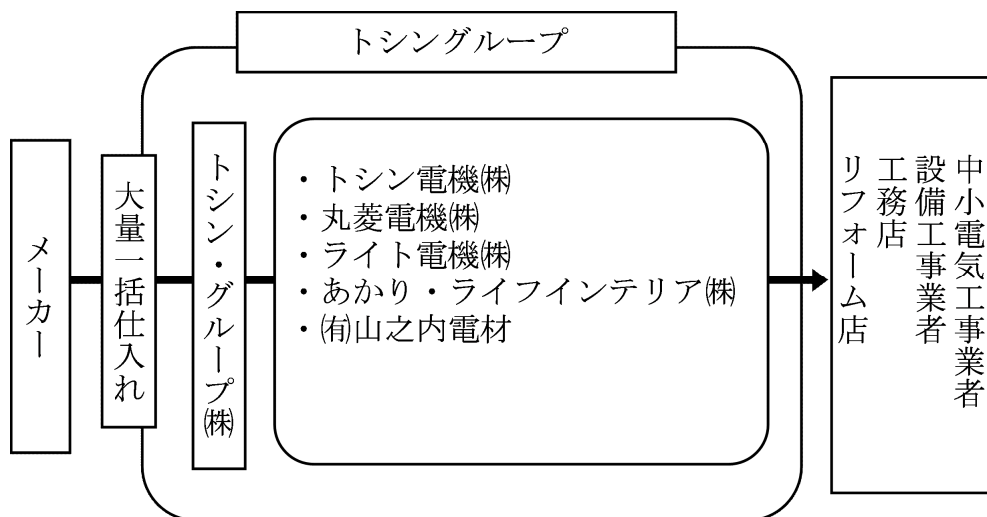 トシングループ
メーカー
大量一括仕入れ
トシン・グループ㈱
・トシン電機㈱
・丸菱電機㈱
・ライト電機㈱
・あかり・ライフインテリア㈱
・㈲山之内電材
中小電気工事業者
設備工事業者
工務店
リフォーム店